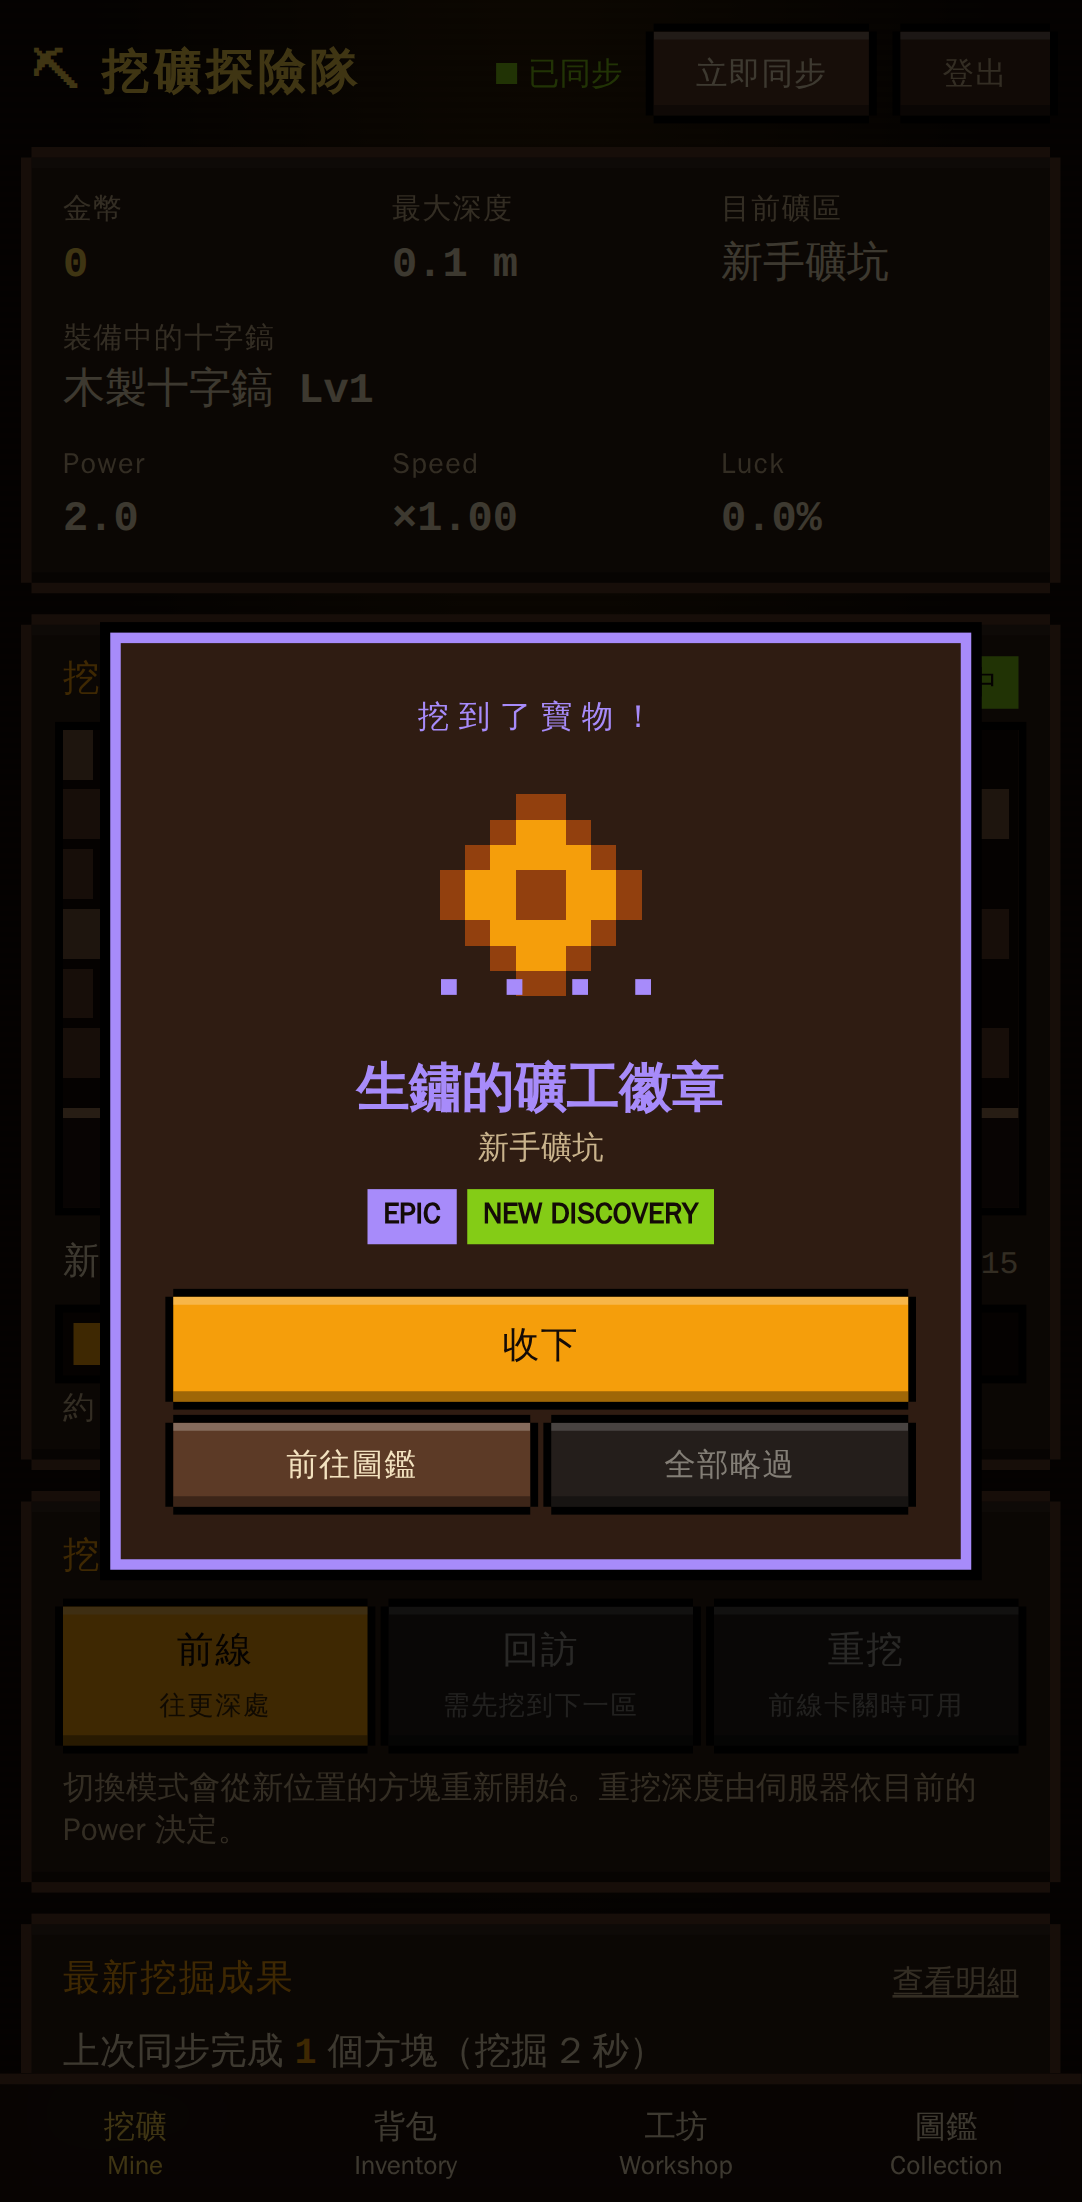 挖礦探險隊
已同步
立即同步
登出
金幣
最大深度
目前礦區
0
0.1 m
新手礦坑
裝備中的十字鎬
木製十字鎬 Lv1
Power
Speed
Luck
2.0
×1.00
0.0%
挖
中
挖到了寶物！
生鏽的礦工徽章
新手礦坑
EPIC
NEW DISCOVERY
新
15
收下
約
前往圖鑑
全部略過
挖
前線
往更深處
回訪
需先挖到下一區
重挖
前線卡關時可用
切換模式會從新位置的方塊重新開始。重挖深度由伺服器依目前的
Power 決定。
最新挖掘成果
查看明細
上次同步完成 1 個方塊（挖掘 2 秒）
挖礦
Mine
背包
Inventory
工坊
Workshop
圖鑑
Collection